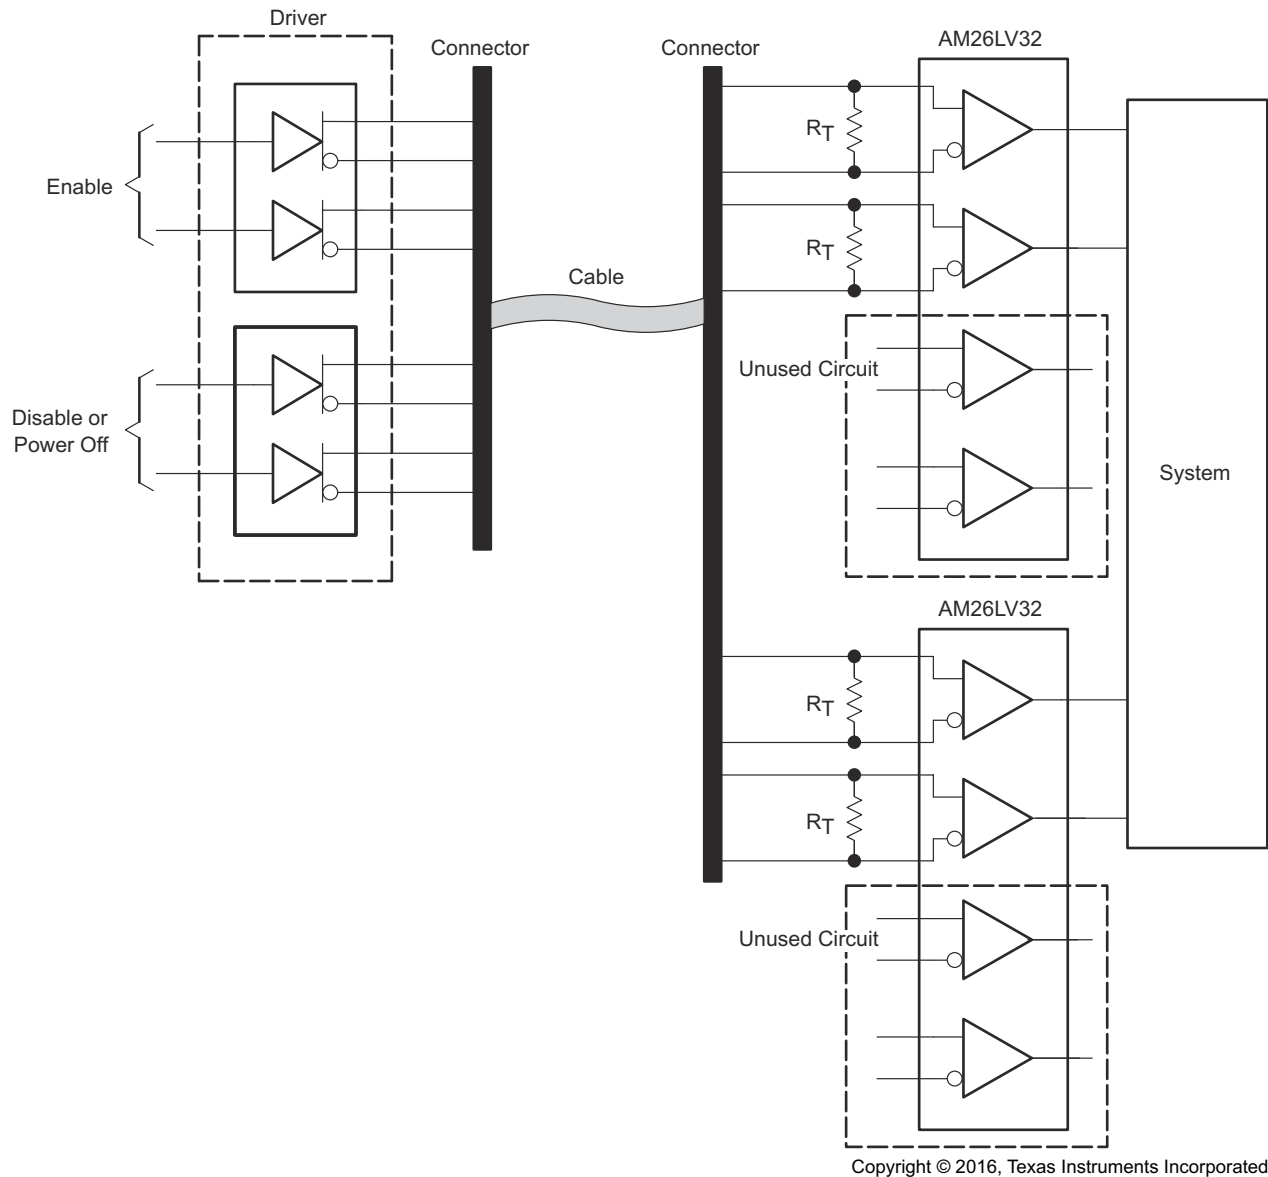 Driver
Connector
Connector
AM26LV32
RT
Enable
RT
Cable
Unused Circuit
Disable or
Power Off
System
AM26LV32
RT
RT
Unused Circuit
Copyright © 2016, Texas Instruments Incorporated